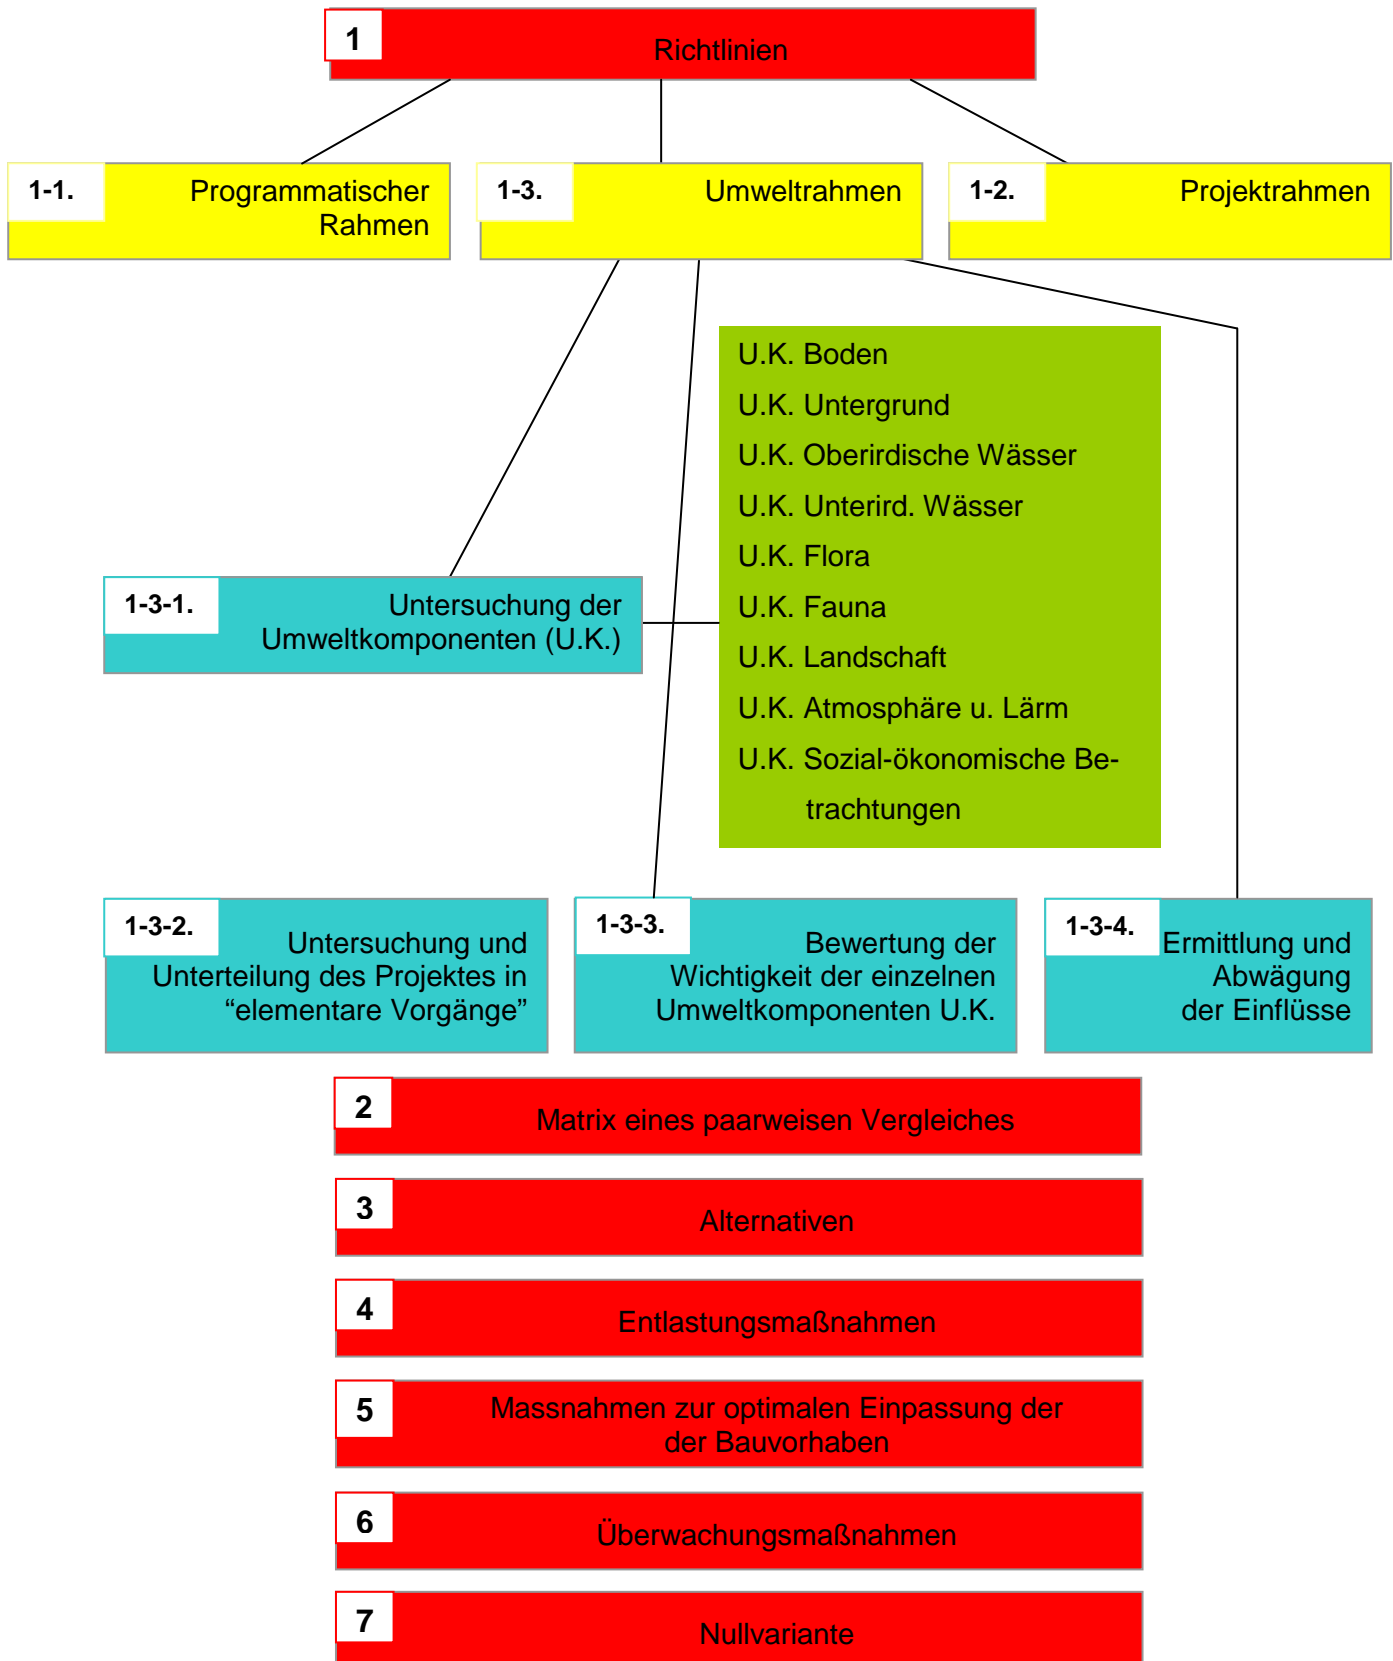 1
Richtlinien
1-1.
Programmatischer
Rahmen
1-3.
Umweltrahmen
1-2.
Projektrahmen
U.K. Boden
U.K. Untergrund
U.K. Oberirdische Wässer
U.K. Unterird. Wässer
U.K. Flora
U.K. Fauna
U.K. Landschaft
U.K. Atmosphäre u. Lärm
U.K. Sozial-ökonomische Be-
trachtungen
1-3-1.
Untersuchung der
Umweltkomponenten (U.K.)
1-3-2.
Untersuchung und
Unterteilung des Projektes in
“elementare Vorgänge”
1-3-3.
Bewertung der
Wichtigkeit der einzelnen
Umweltkomponenten U.K.
1-3-4.
Ermittlung und
Abwägung
der Einflüsse
2
Matrix eines paarweisen Vergleiches
3
Alternativen
4
Entlastungsmaßnahmen
5
Massnahmen zur optimalen Einpassung der
der Bauvorhaben
6
Überwachungsmaßnahmen
7
Nullvariante